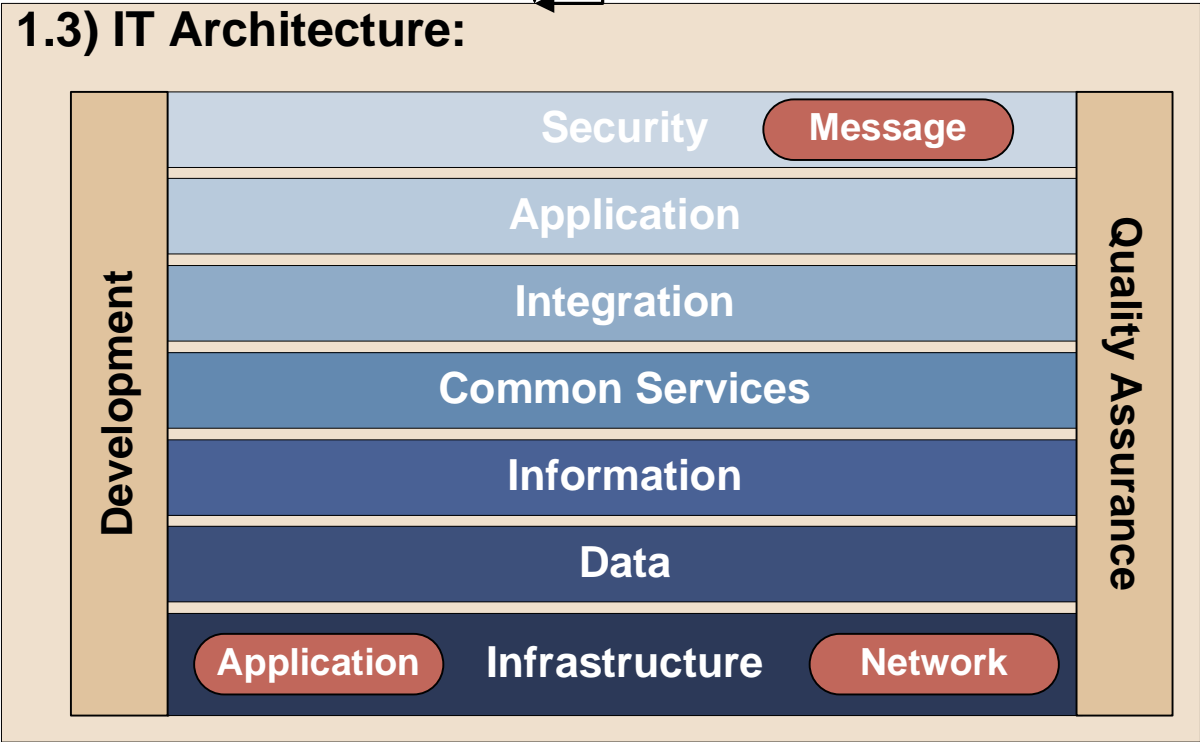 1.3) IT Architecture:
Development
Security
Message
Application
Integration
Common Services
Information
Data
Application
Infrastructure
Network
Quality Assurance